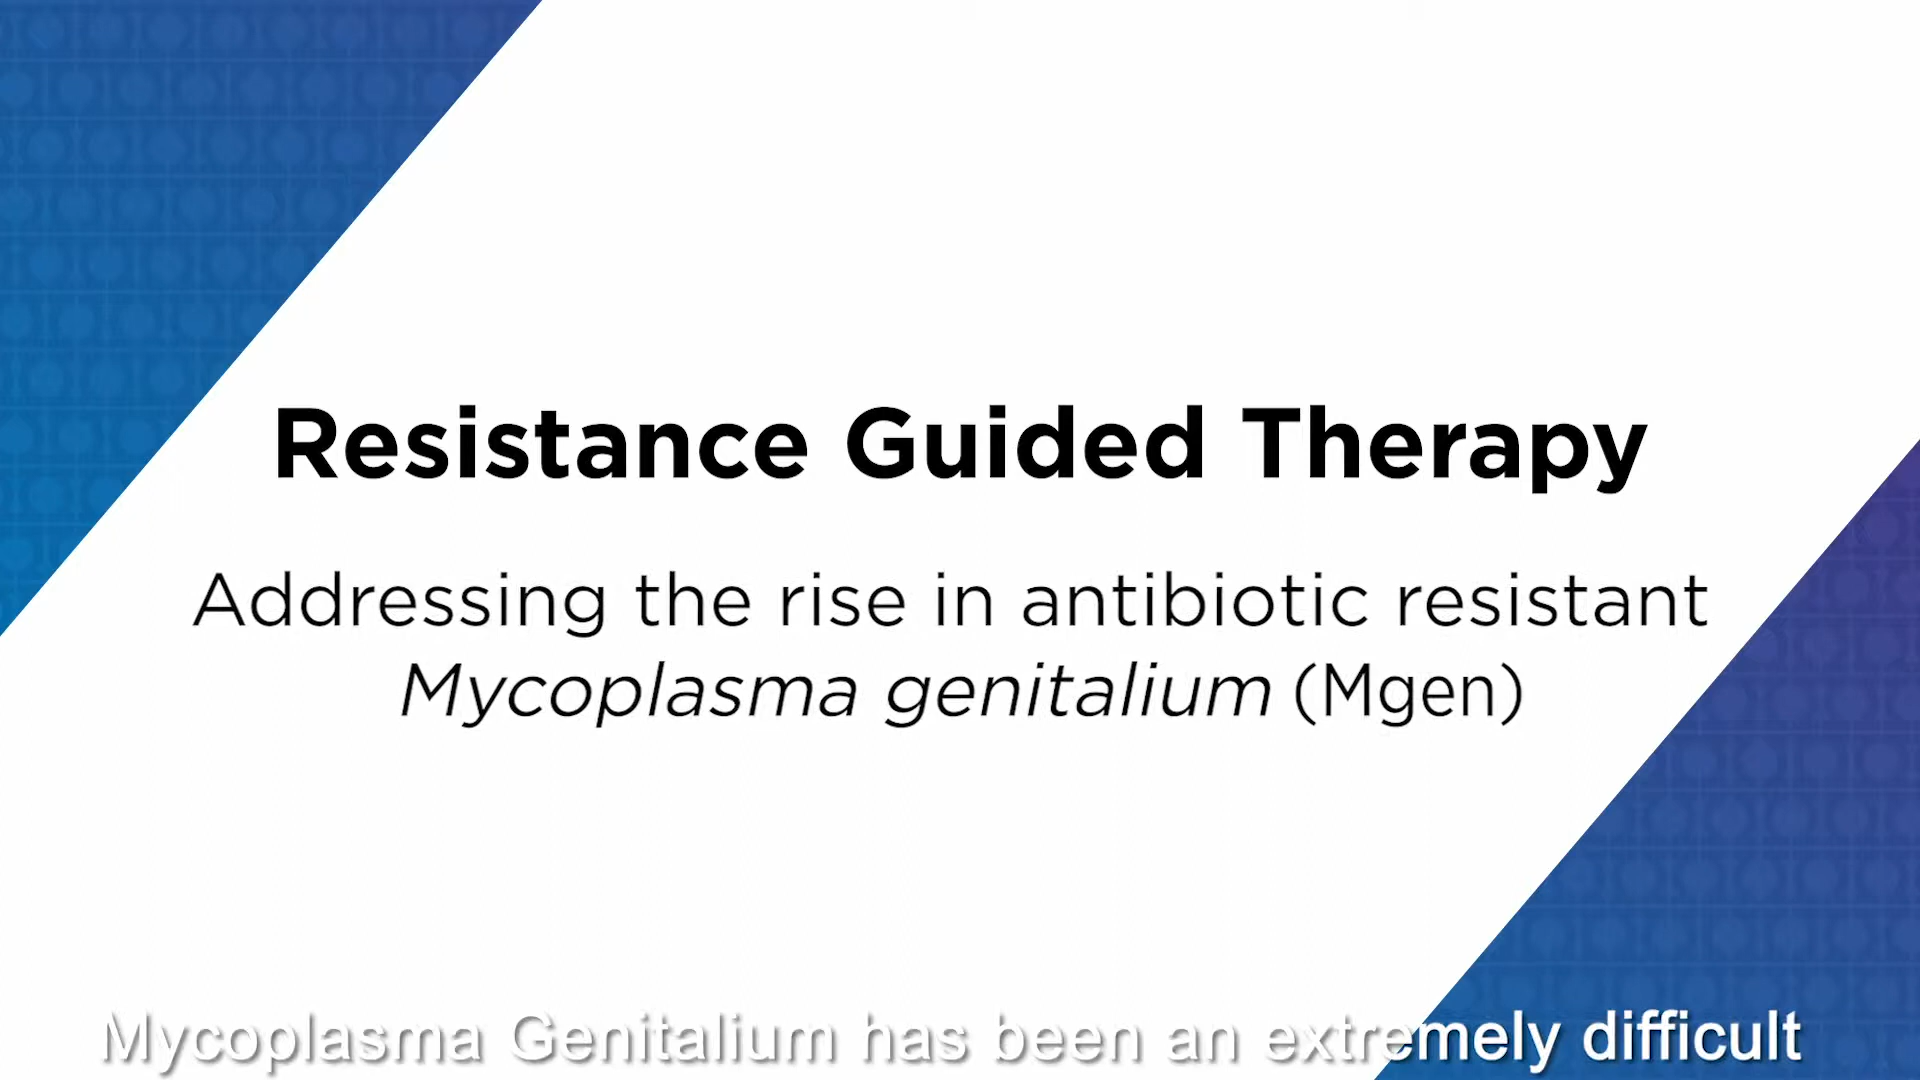 Resistance Guided Therapy
Addressing the rise in antibiotic resistant
Mycoplasma genitalium (Mgen)
Mycoplasma Genitalium has been an extremely difficult